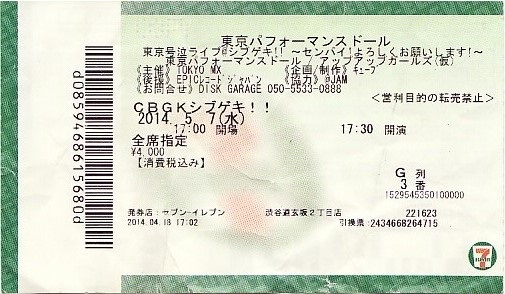 東京パフォーマンスドール
東京号泣ライブ@シブゲキ!! ~センパイ!よろしくお願いします!~
東京パフォーマンスドール / アップアップガールズ(仮)
《主催》TOKYO MX 《企画/制作》キューブ
《後援》EPICレコードジャパン 《協力》@JAM
《お問合せ》DISK GARAGE 050-5533-0888
CBGKシブゲキ!!
<営利目的の転売禁止>
2014. 5. 7(水)
17:00 開場 17:30 開演
全席指定
¥4,000
【消費税込み】
G 列
3 番
1529545350100000
発券店:セブン-イレブン 渋谷道玄坂2丁目店 221623
2014.04.18 17:02 引換票:2434668264715
d0859468615680d
7
ELEVEN